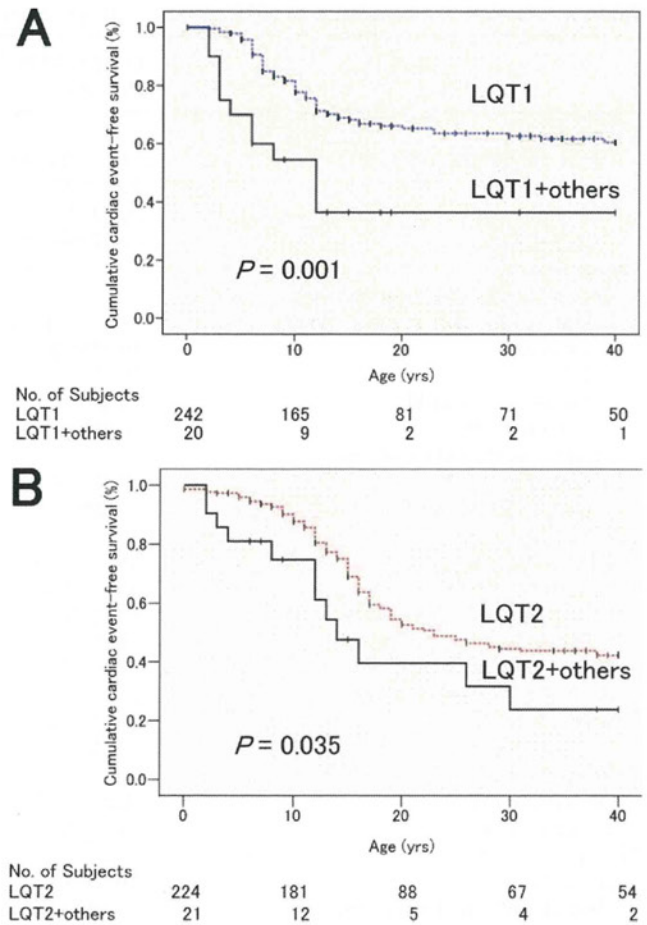 A
Cumulative cardiac event-free survival (%)
1.0
0.8
0.6
0.4
0.2
0.0
LQT1
LQT1+others
P = 0.001
0 10 20 30 40
Age (yrs)
No. of Subjects
LQT1 242 165 81 71 50
LQT1+others 20 9 2 2 1
B
Cumulative cardiac event-free survival (%)
1.0
0.8
0.6
0.4
0.2
0.0
LQT2
LQT2+others
P = 0.035
0 10 20 30 40
Age (yrs)
No. of Subjects
LQT2 224 181 88 67 54
LQT2+others 21 12 5 4 2